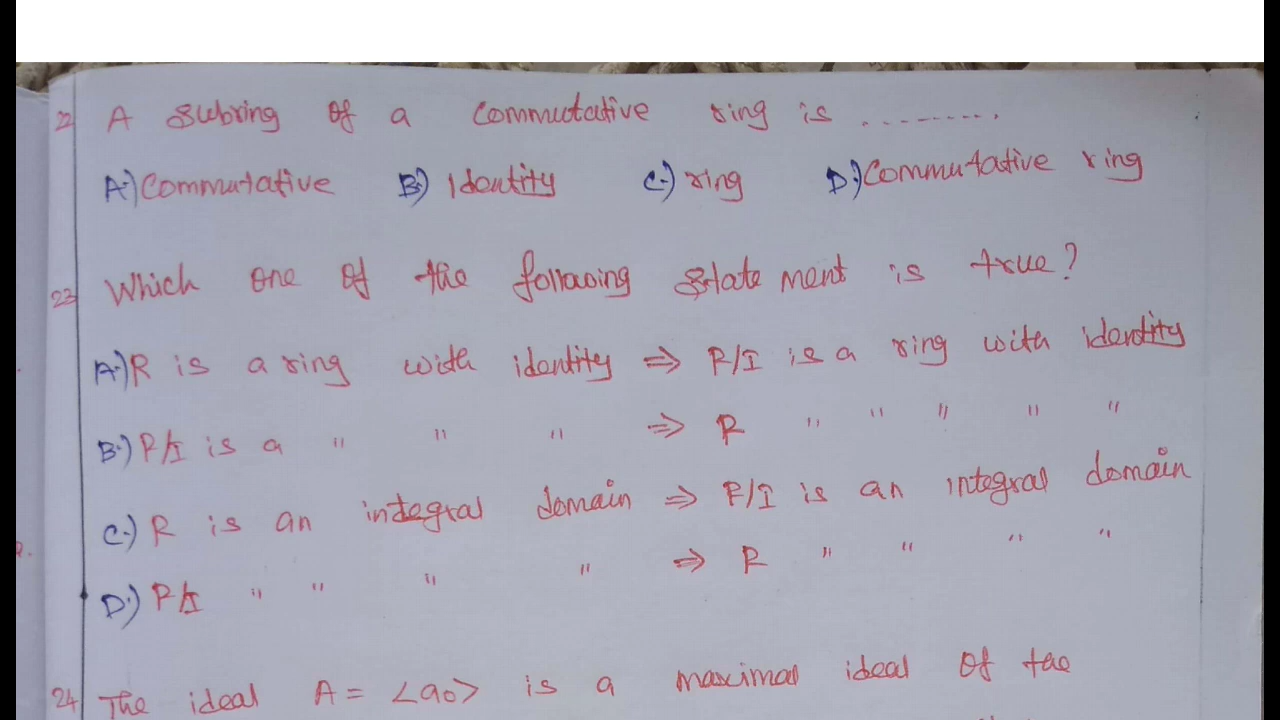 22 A subring of a commutative ring is .........
A.) Commutative B.) Identity C.) ring D.) Commutative ring
23 Which one of the following state ment is true?
A.) R is a ring with identity ⇒ R/I is a ring with identity
B.) R/I is a " " " ⇒ R " " " " "
C.) R is an integral domain ⇒ R/I is an integral domain
D.) R/I " " " " ⇒ R " " " "
24 The ideal A = <a₀> is a maximal ideal of the